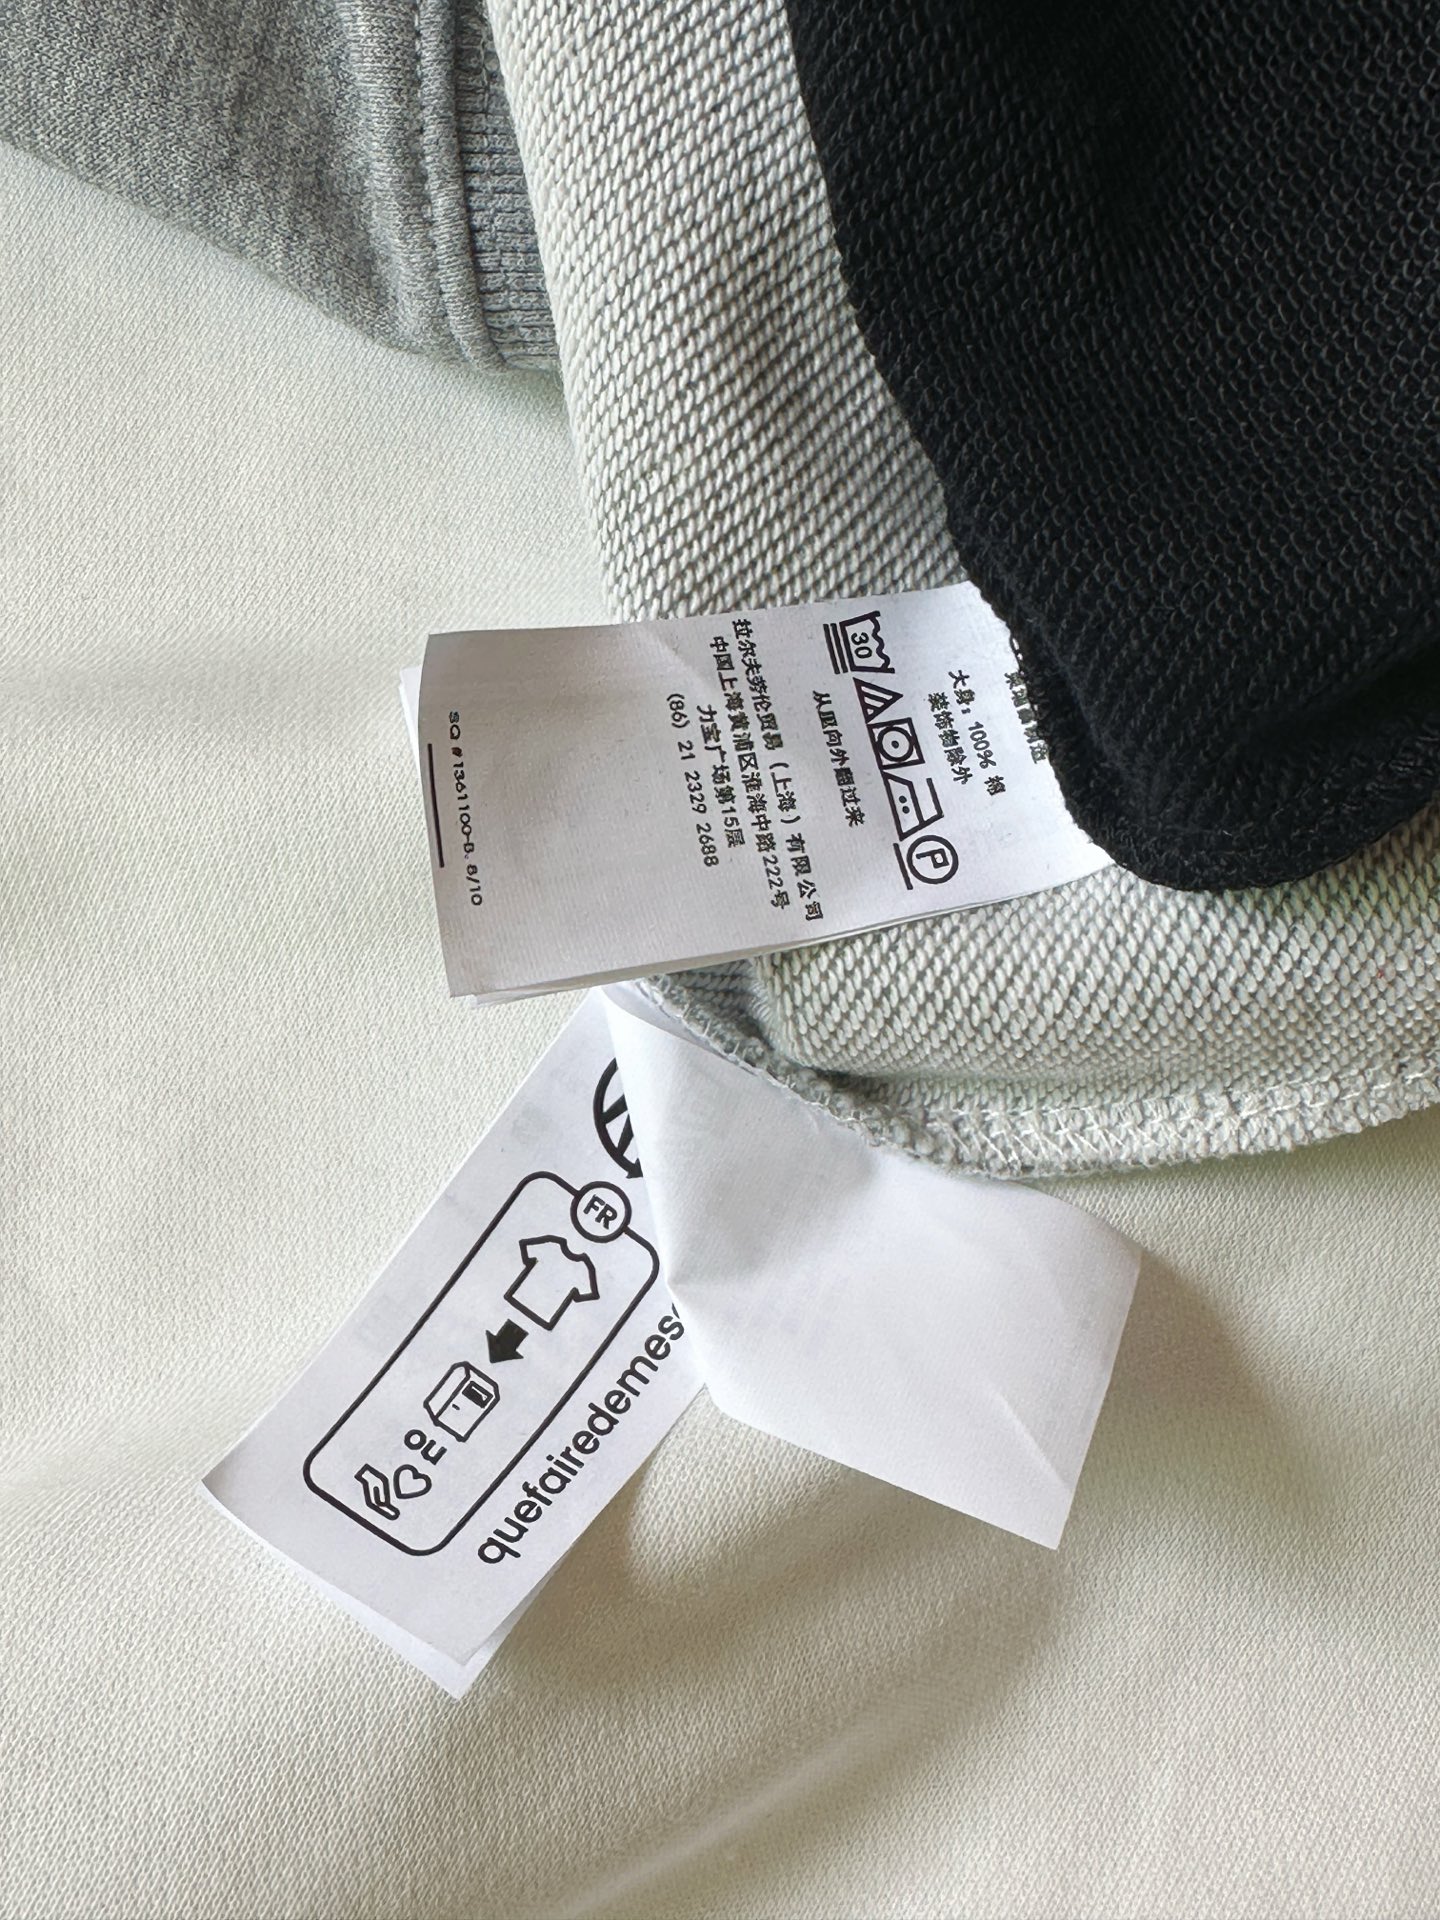 大身: 100% 棉
装饰物除外
30
P
从里向外翻过来
拉尔夫劳伦贸易 (上海) 有限公司
中国上海黄浦区淮海中路222号
力宝广场第15层
(86) 21 2329 2688
SQ # 1361100-B. 8/10
FR
quefairedemes